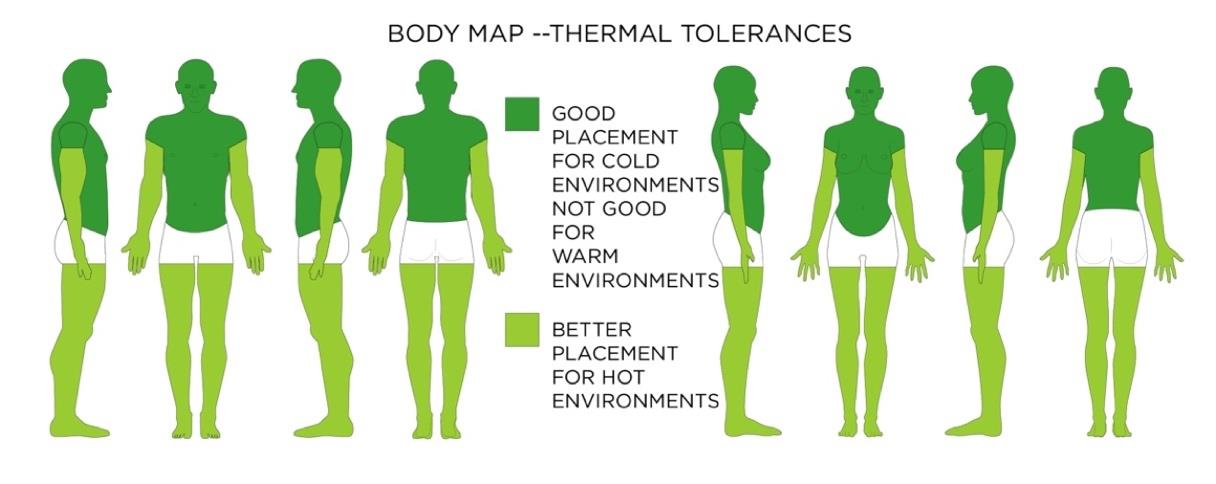 BODY MAP --THERMAL TOLERANCES
GOOD
PLACEMENT
FOR COLD
ENVIRONMENTS
NOT GOOD
FOR
WARM
ENVIRONMENTS
BETTER
PLACEMENT
FOR HOT
ENVIRONMENTS